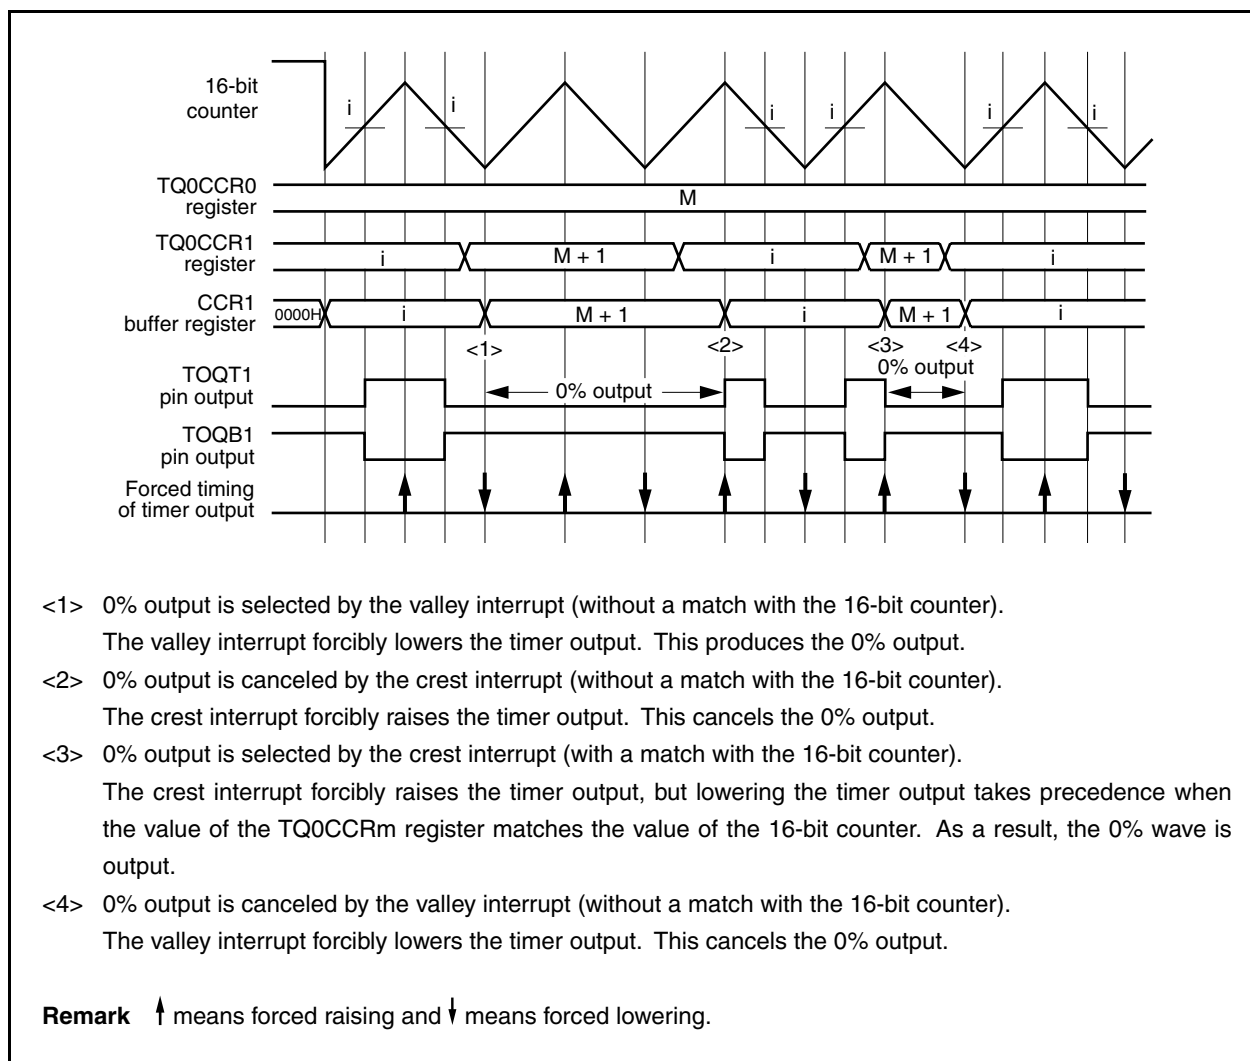 16-bit
counter
i
i
i
i
i
i
TQ0CCR0
register
M
TQ0CCR1
register
i
M + 1
i
M + 1
i
CCR1
buffer register
0000H
i
M + 1
i
M + 1
i
<1>
<2>
<3>
<4>
TOQT1
pin output
0% output
0% output
TOQB1
pin output
Forced timing
of timer output
<1> 0% output is selected by the valley interrupt (without a match with the 16-bit counter).
The valley interrupt forcibly lowers the timer output. This produces the 0% output.
<2> 0% output is canceled by the crest interrupt (without a match with the 16-bit counter).
The crest interrupt forcibly raises the timer output. This cancels the 0% output.
<3> 0% output is selected by the crest interrupt (with a match with the 16-bit counter).
The crest interrupt forcibly raises the timer output, but lowering the timer output takes precedence when
the value of the TQ0CCRm register matches the value of the 16-bit counter. As a result, the 0% wave is
output.
<4> 0% output is canceled by the valley interrupt (without a match with the 16-bit counter).
The valley interrupt forcibly lowers the timer output. This cancels the 0% output.
Remark ↑ means forced raising and ↓ means forced lowering.